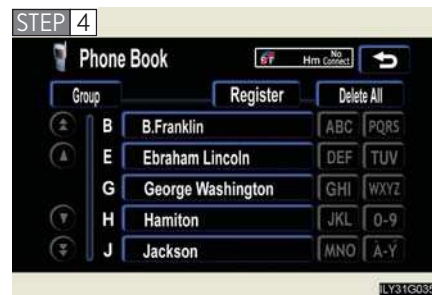 STEP 4
Phone Book BT Hm No Connect
Group Register Delete All
B B.Franklin ABC PQRS
E Ebraham Lincoln DEF TUV
G George Washington GHI WXYZ
H Hamiton JKL 0-9
J Jackson MNO À-Ý
ILY31G035